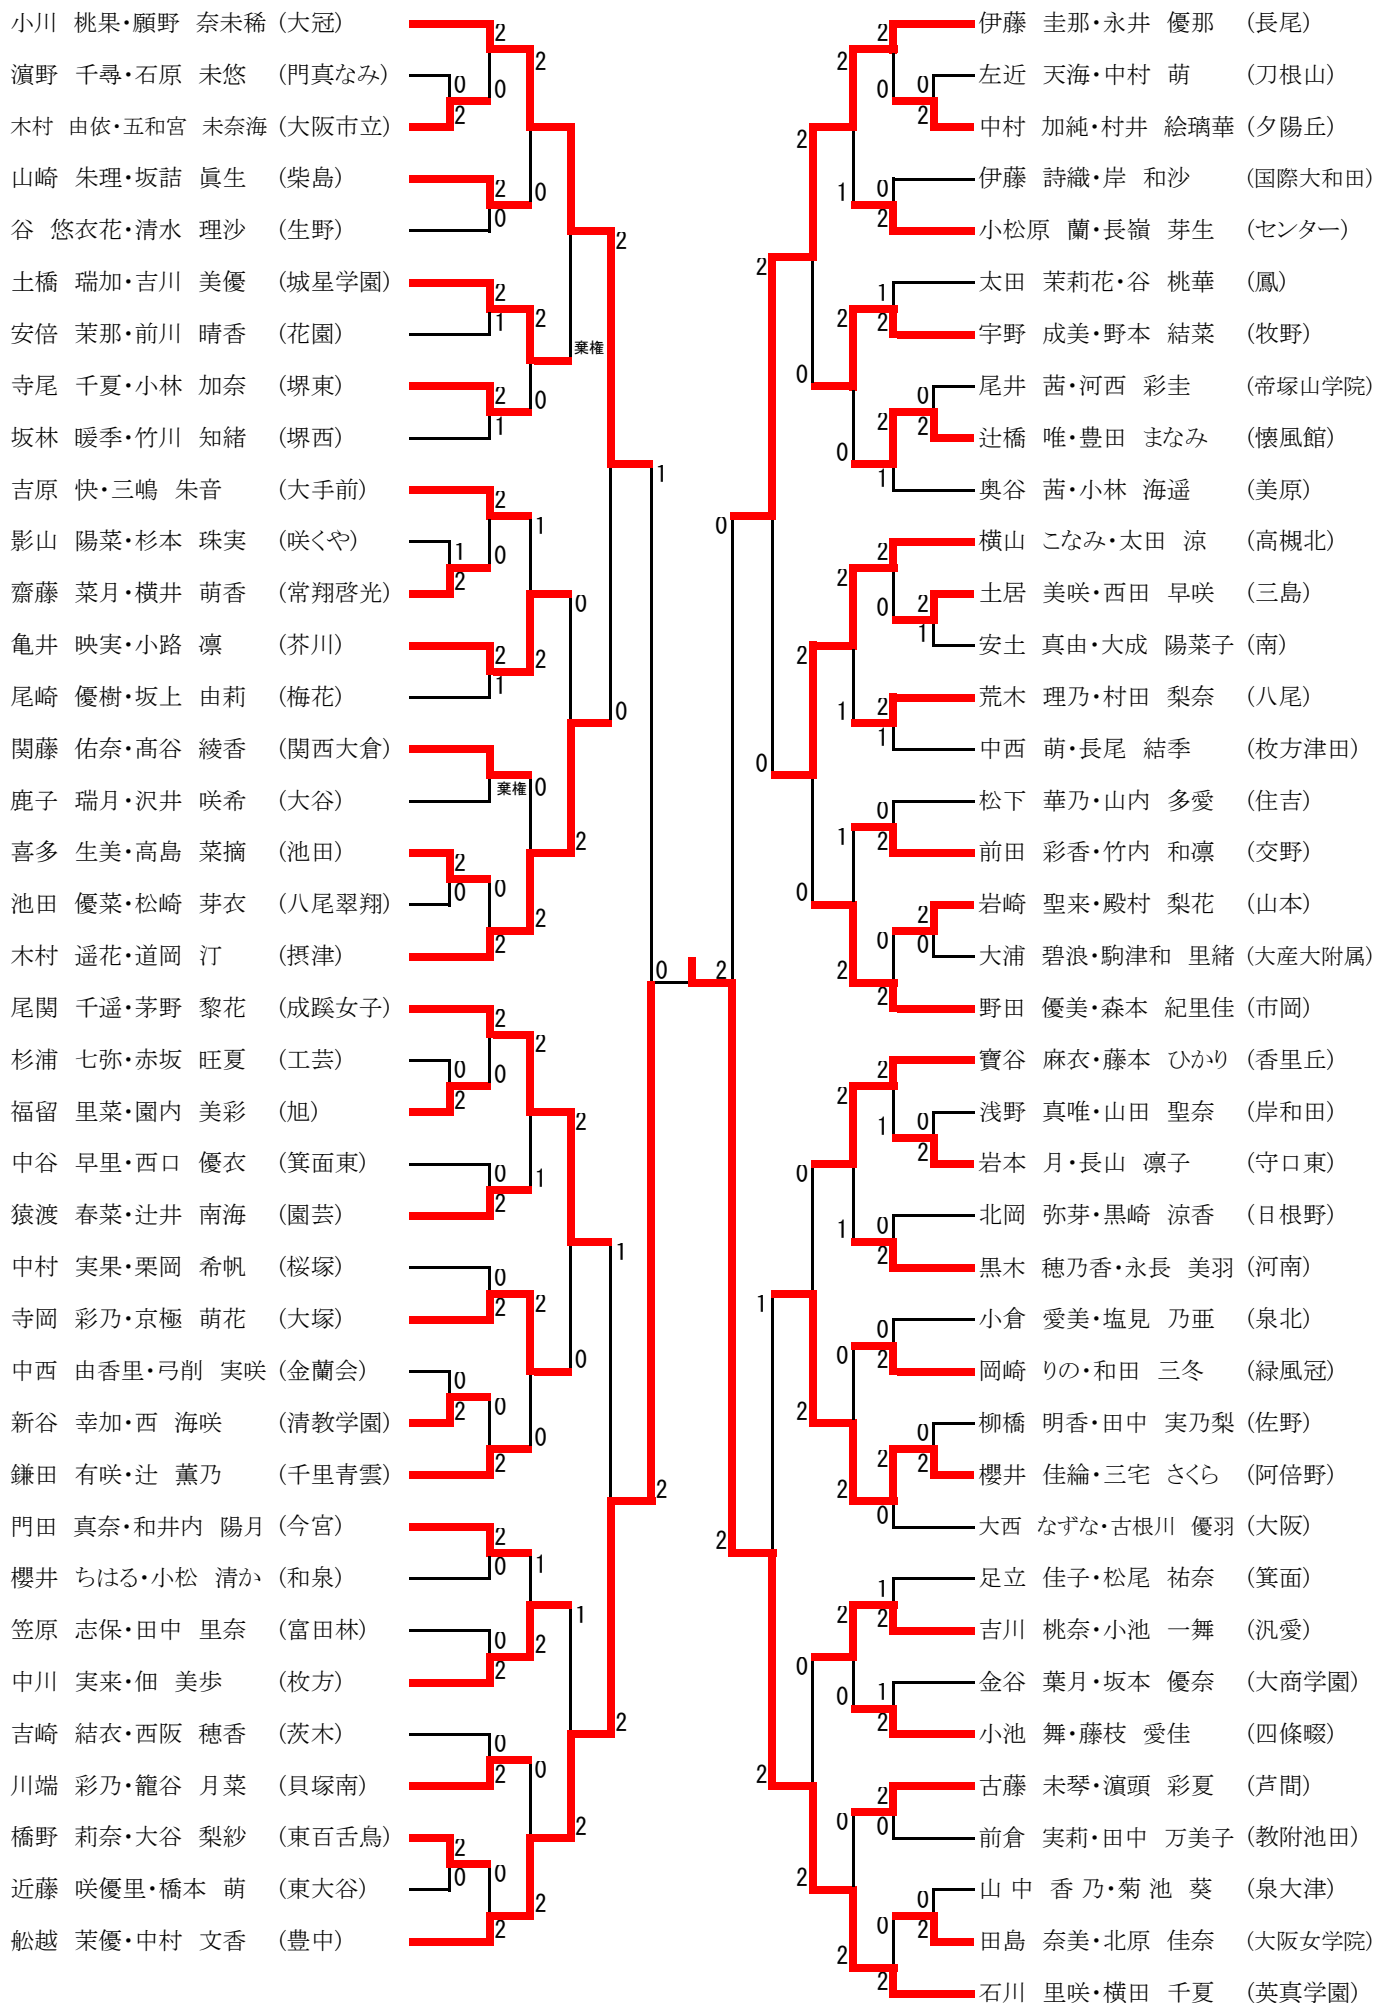 小川 桃果・願野 奈未稀 (大冠)
濵野 千尋・石原 未悠 (門真なみ)
木村 由依・五和宮 未奈海 (大阪市立)
山崎 朱理・坂詰 眞生 (柴島)
谷 悠衣花・清水 理沙 (生野)
土橋 瑞加・吉川 美優 (城星学園)
安倍 茉那・前川 晴香 (花園)
棄権
寺尾 千夏・小林 加奈 (堺東)
坂林 暖季・竹川 知緒 (堺西)
吉原 快・三嶋 朱音 (大手前)
影山 陽菜・杉本 珠実 (咲くや)
齋藤 菜月・横井 萌香 (常翔啓光)
亀井 映実・小路 凛 (芥川)
尾崎 優樹・坂上 由莉 (梅花)
関藤 佑奈・髙谷 綾香 (関西大倉)
棄権
鹿子 瑞月・沢井 咲希 (大谷)
喜多 生美・高島 菜摘 (池田)
池田 優菜・松崎 芽衣 (八尾翠翔)
木村 遥花・道岡 汀 (摂津)
尾関 千遥・茅野 黎花 (成蹊女子)
杉浦 七弥・赤坂 旺夏 (工芸)
福留 里菜・園内 美彩 (旭)
中谷 早里・西口 優衣 (箕面東)
猿渡 春菜・辻井 南海 (園芸)
中村 実果・栗岡 希帆 (桜塚)
寺岡 彩乃・京極 萌花 (大塚)
中西 由香里・弓削 実咲 (金蘭会)
新谷 幸加・西 海咲 (清教学園)
鎌田 有咲・辻 薫乃 (千里青雲)
門田 真奈・和井内 陽月 (今宮)
櫻井 ちはる・小松 清か (和泉)
笠原 志保・田中 里奈 (富田林)
中川 実来・佃 美歩 (枚方)
吉崎 結衣・西阪 穂香 (茨木)
川端 彩乃・籠谷 月菜 (貝塚南)
橋野 莉奈・大谷 梨紗 (東百舌鳥)
近藤 咲優里・橋本 萌 (東大谷)
舩越 茉優・中村 文香 (豊中)
伊藤 圭那・永井 優那 (長尾)
左近 天海・中村 萌 (刀根山)
中村 加純・村井 絵璃華 (夕陽丘)
伊藤 詩織・岸 和沙 (国際大和田)
小松原 蘭・長嶺 芽生 (センター)
太田 茉莉花・谷 桃華 (鳳)
宇野 成美・野本 結菜 (牧野)
尾井 茜・河西 彩圭 (帝塚山学院)
辻橋 唯・豊田 まなみ (懐風館)
奥谷 茜・小林 海遥 (美原)
横山 こなみ・太田 涼 (高槻北)
土居 美咲・西田 早咲 (三島)
安土 真由・大成 陽菜子 (南)
荒木 理乃・村田 梨奈 (八尾)
中西 萌・長尾 結季 (枚方津田)
松下 華乃・山内 多愛 (住吉)
前田 彩香・竹内 和凛 (交野)
岩崎 聖来・殿村 梨花 (山本)
大浦 碧浪・駒津和 里緒 (大産大附属)
野田 優美・森本 紀里佳 (市岡)
寶谷 麻衣・藤本 ひかり (香里丘)
浅野 真唯・山田 聖奈 (岸和田)
岩本 月・長山 凛子 (守口東)
北岡 弥芽・黒崎 涼香 (日根野)
黒木 穂乃香・永長 美羽 (河南)
小倉 愛美・塩見 乃亜 (泉北)
岡崎 りの・和田 三冬 (緑風冠)
柳橋 明香・田中 実乃梨 (佐野)
櫻井 佳綸・三宅 さくら (阿倍野)
大西 なずな・古根川 優羽 (大阪)
足立 佳子・松尾 祐奈 (箕面)
吉川 桃奈・小池 一舞 (汎愛)
金谷 葉月・坂本 優奈 (大商学園)
小池 舞・藤枝 愛佳 (四條畷)
古藤 未琴・濵頭 彩夏 (芦間)
前倉 実莉・田中 万美子 (教附池田)
山中 香乃・菊池 葵 (泉大津)
田島 奈美・北原 佳奈 (大阪女学院)
石川 里咲・横田 千夏 (英真学園)